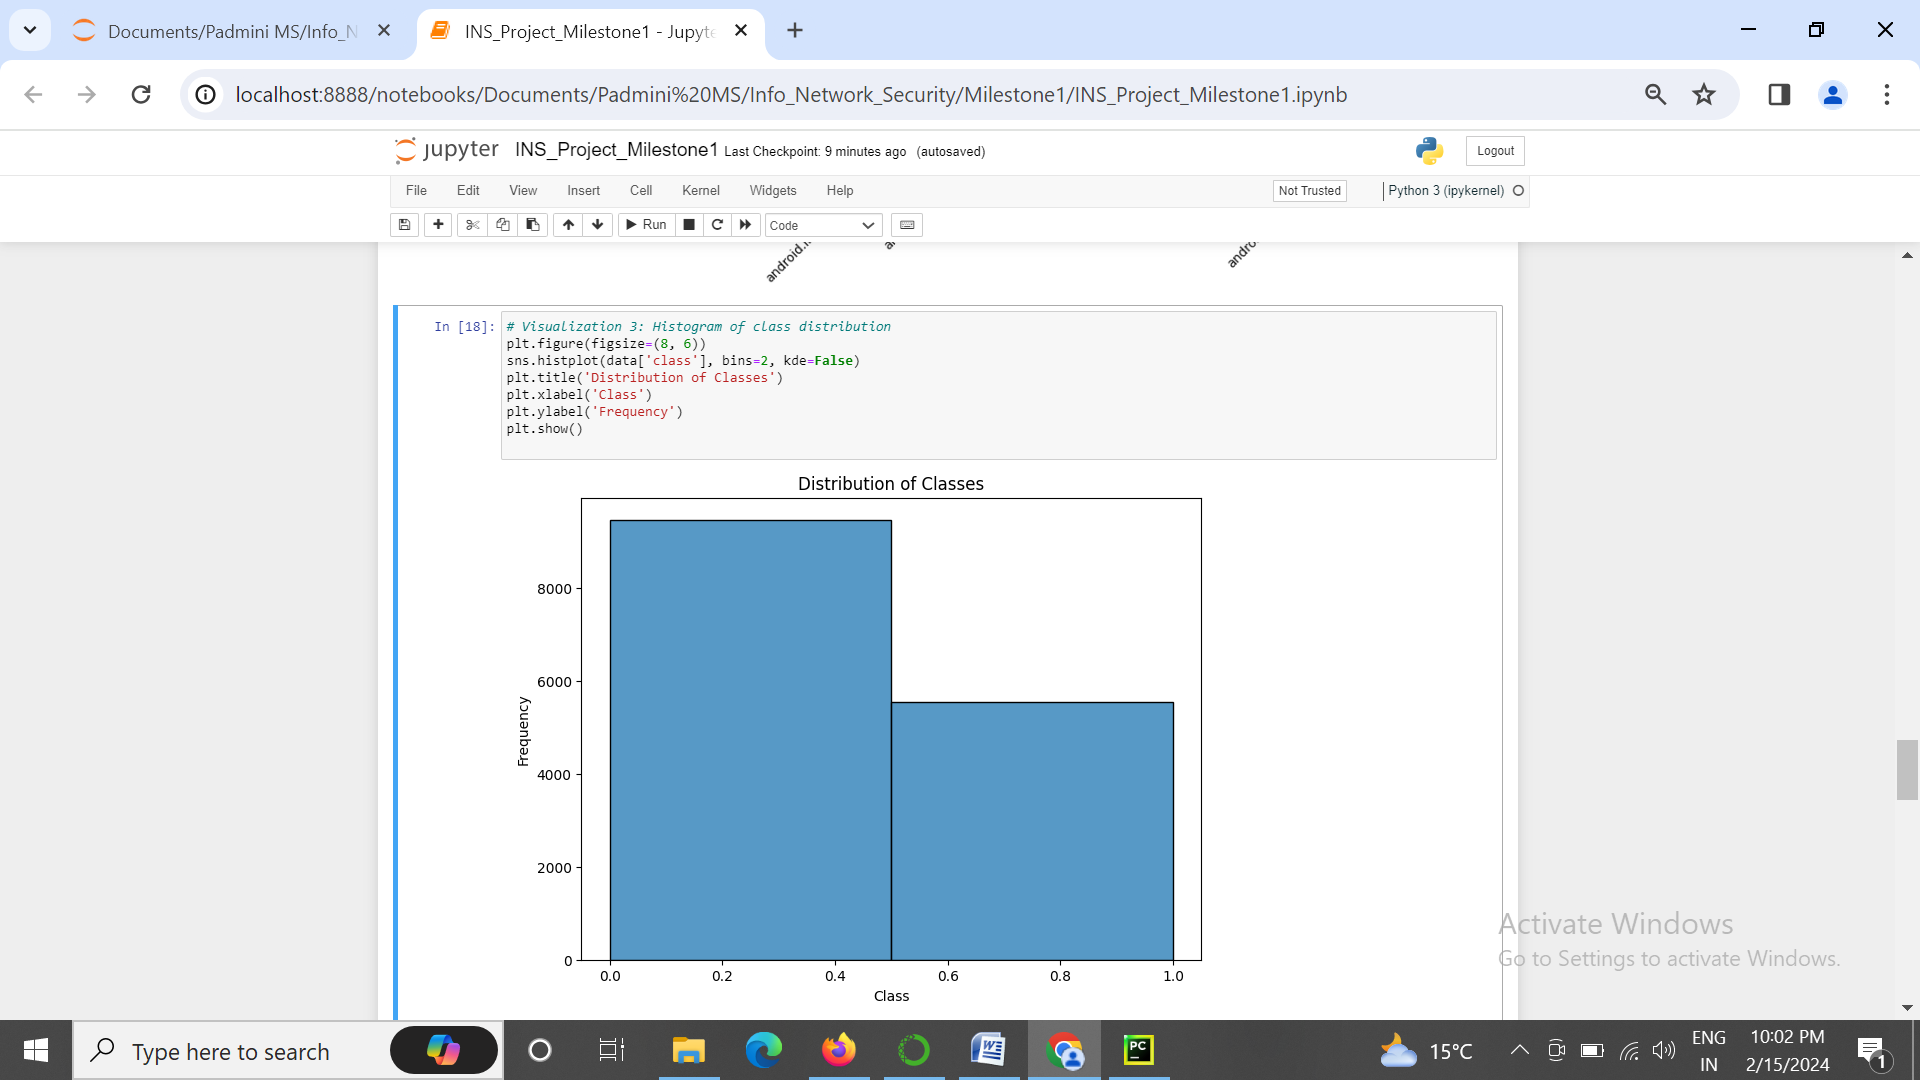 Documents/Padmini MS/Info_N
INS_Project_Milestone1 - Jupyte
localhost:8888/notebooks/Documents/Padmini%20MS/Info_Network_Security/Milestone1/INS_Project_Milestone1.ipynb
jupyter INS_Project_Milestone1 Last Checkpoint: 9 minutes ago (autosaved)
Logout
File Edit View Insert Cell Kernel Widgets Help
Not Trusted
Python 3 (ipykernel)
Run
Code
android.
a
andro
In [18]:
# Visualization 3: Histogram of class distribution
plt.figure(figsize=(8, 6))
sns.histplot(data['class'], bins=2, kde=False)
plt.title('Distribution of Classes')
plt.xlabel('Class')
plt.ylabel('Frequency')
plt.show()
Distribution of Classes
8000
6000
4000
2000
0
Frequency
0.0 0.2 0.4 0.6 0.8 1.0
Class
Activate Windows
Go to Settings to activate Windows.
Type here to search
W
PC
15°C
ENG
IN
10:02 PM
2/15/2024
1